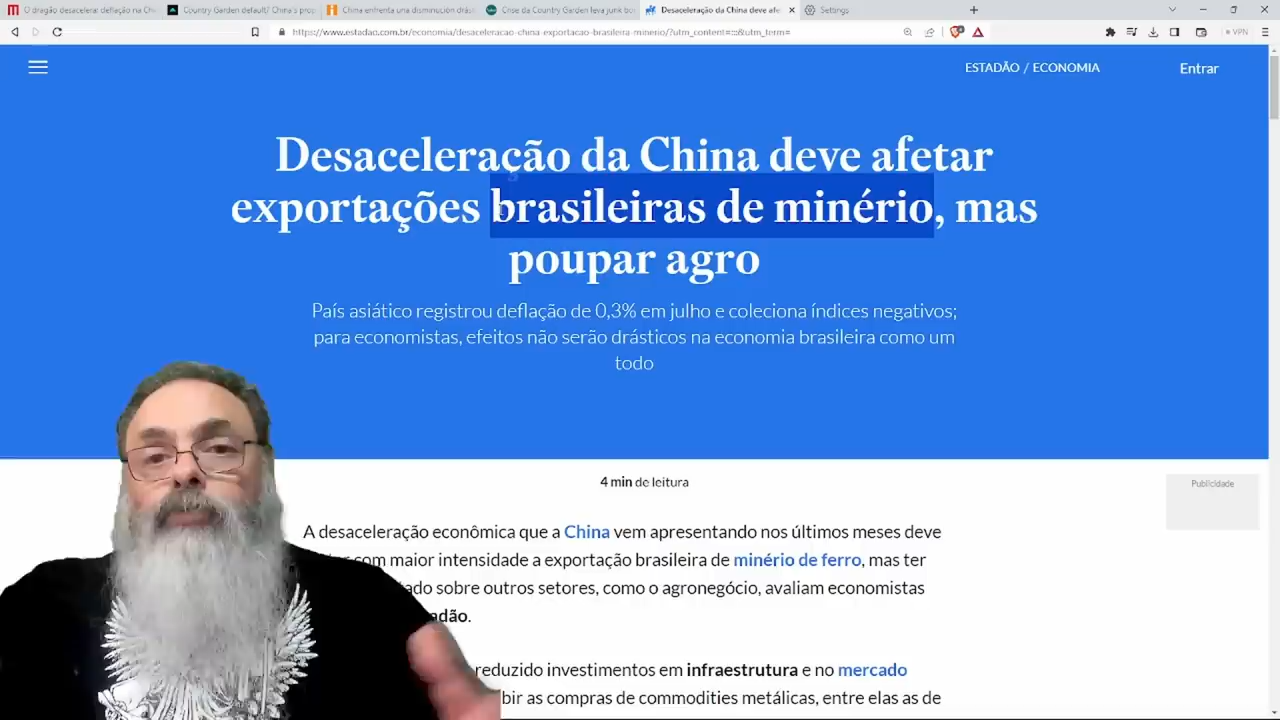 O dragão desacelera: deflação na Ch
Country Garden default? China's prop
China enfrenta una disminución drás
Crise da Country Garden leva junk bo
Desaceleração da China deve afe
Settings
https://www.estadao.com.br/economia/desaceleracao-china-exportacao-brasileira-minerio/?utm_content=:::&utm_term=
VPN
ESTADÃO / ECONOMIA
Entrar
Desaceleração da China deve afetar
exportações brasileiras de minério, mas
poupar agro
País asiático registrou deflação de 0,3% em julho e coleciona índices negativos;
para economistas, efeitos não serão drásticos na economia brasileira como um
todo
4 min de leitura
Publicidade
A desaceleração econômica que a China vem apresentando nos últimos meses deve
com maior intensidade a exportação brasileira de minério de ferro, mas ter
tado sobre outros setores, como o agronegócio, avaliam economistas
adão.
reduzido investimentos em infraestrutura e no mercado
bir as compras de commodities metálicas, entre elas as de